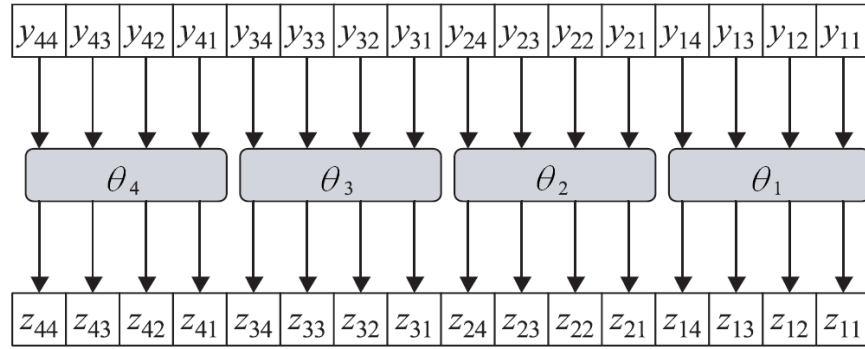 y₄₄ y₄₃ y₄₂ y₄₁ y₃₄ y₃₃ y₃₂ y₃₁ y₂₄ y₂₃ y₂₂ y₂₁ y₁₄ y₁₃ y₁₂ y₁₁
θ₄ θ₃ θ₂ θ₁
z₄₄ z₄₃ z₄₂ z₄₁ z₃₄ z₃₃ z₃₂ z₃₁ z₂₄ z₂₃ z₂₂ z₂₁ z₁₄ z₁₃ z₁₂ z₁₁